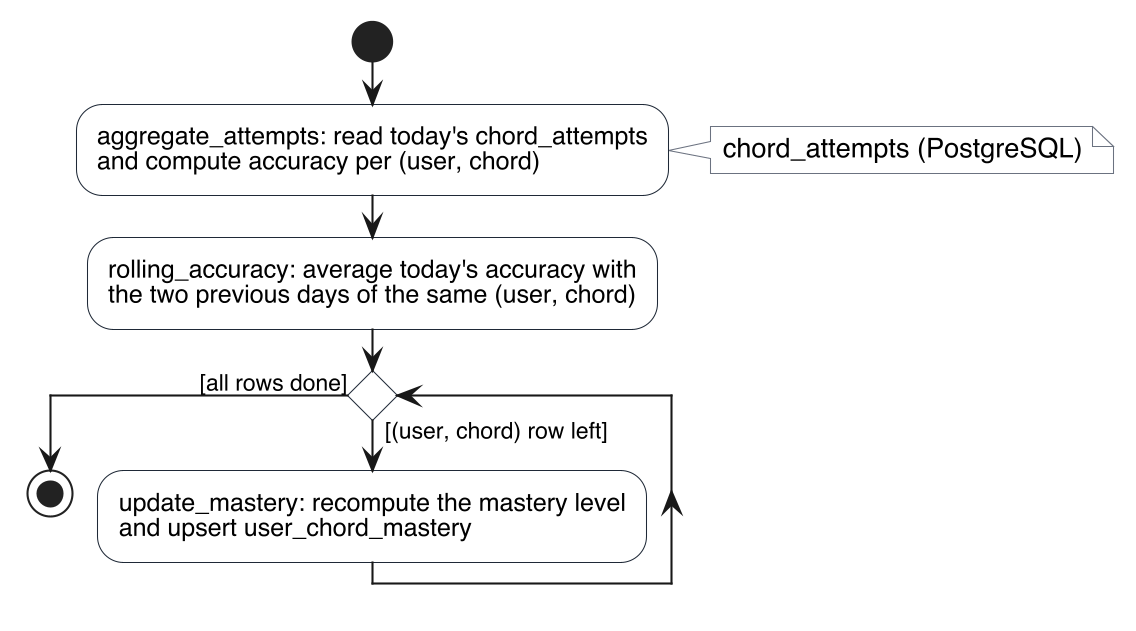 aggregate_attempts: read today's chord_attempts
and compute accuracy per (user, chord)
chord_attempts (PostgreSQL)
rolling_accuracy: average today's accuracy with
the two previous days of the same (user, chord)
[all rows done]
[(user, chord) row left]
update_mastery: recompute the mastery level
and upsert user_chord_mastery